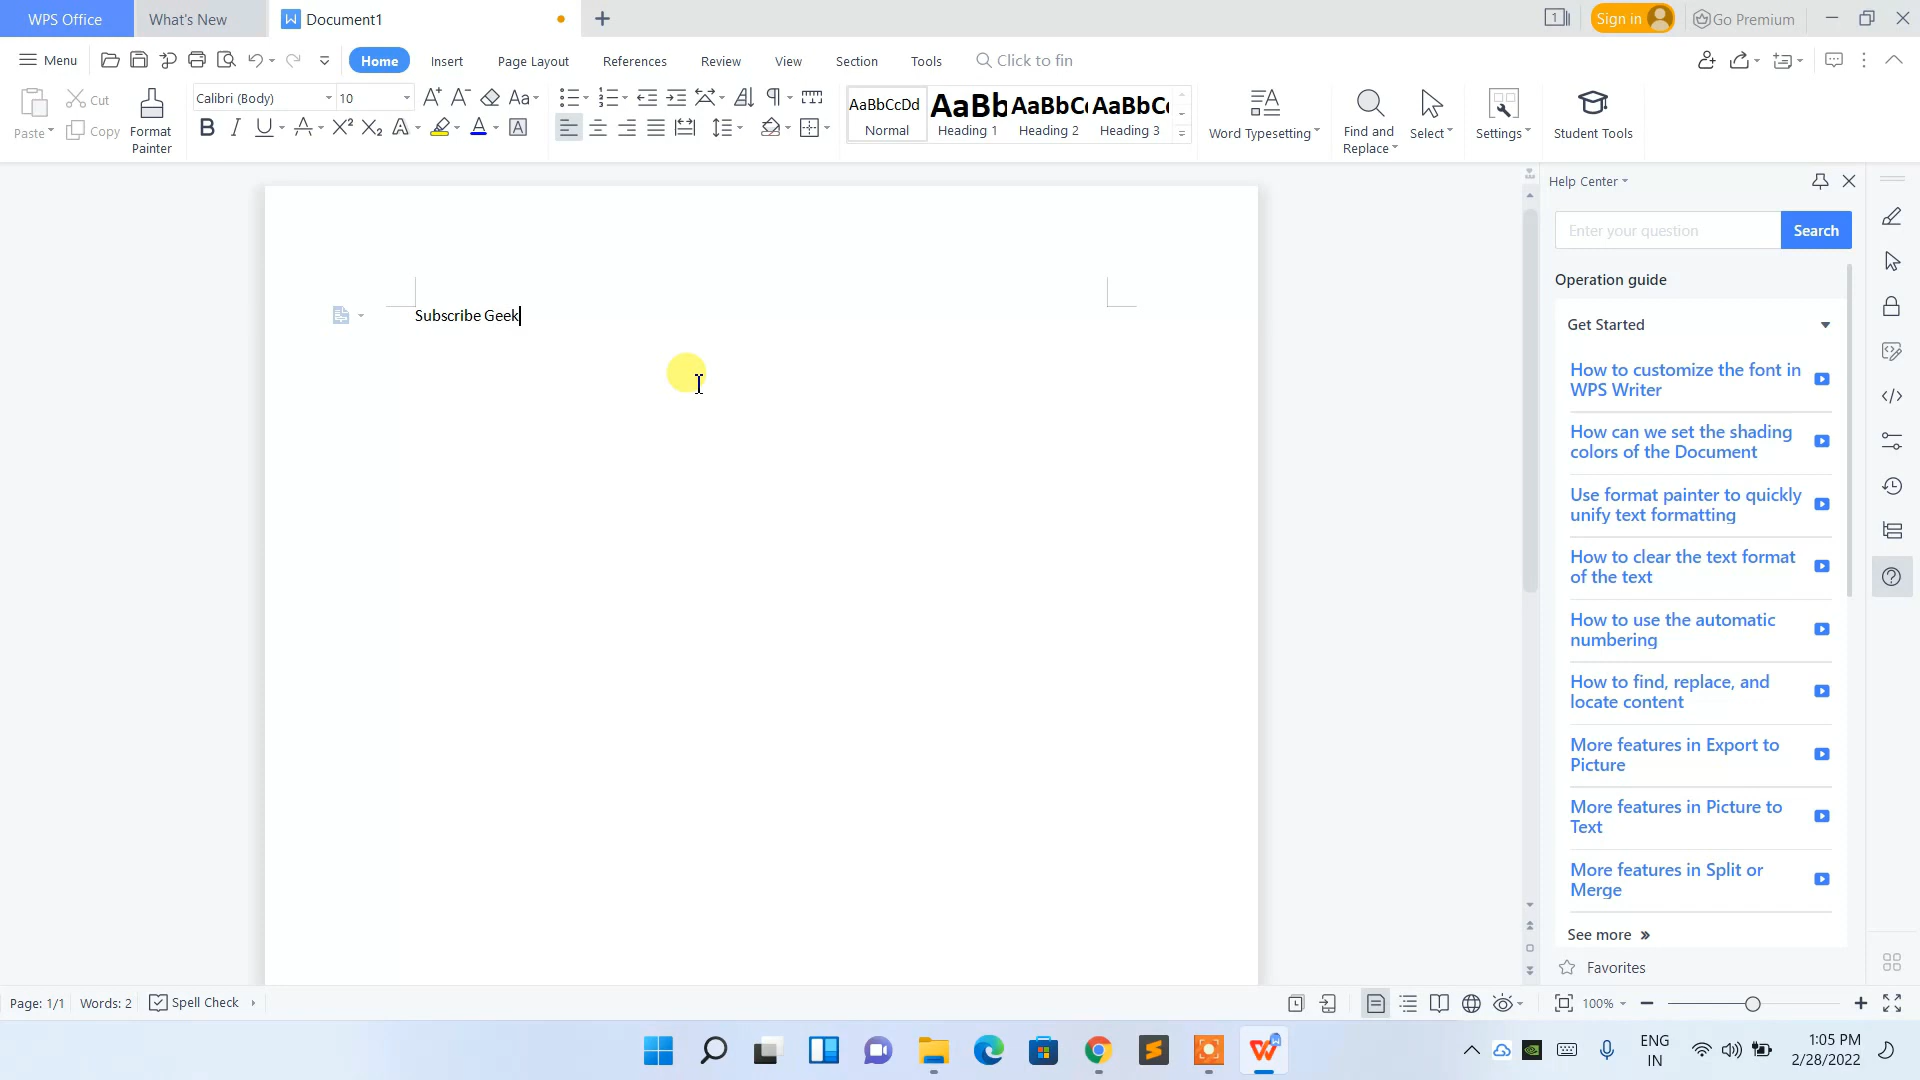 WPS Office
What's New
Document1
1
Sign in
Go Premium
Menu
Home
Insert
Page Layout
References
Review
View
Section
Tools
Click to fin
Paste
Cut
Copy
Format
Painter
Calibri (Body)
10
AaBbCcDd
Normal
AaBb
Heading 1
AaBbC
Heading 2
AaBbC
Heading 3
Word Typesetting
Find and
Replace
Select
Settings
Student Tools
Subscribe Geek
Help Center
Enter your question
Search
Operation guide
Get Started
How to customize the font in
WPS Writer
How can we set the shading
colors of the Document
Use format painter to quickly
unify text formatting
How to clear the text format
of the text
How to use the automatic
numbering
How to find, replace, and
locate content
More features in Export to
Picture
More features in Picture to
Text
More features in Split or
Merge
See more »
Favorites
Page: 1/1
Words: 2
Spell Check
100%
ENG
IN
1:05 PM
2/28/2022